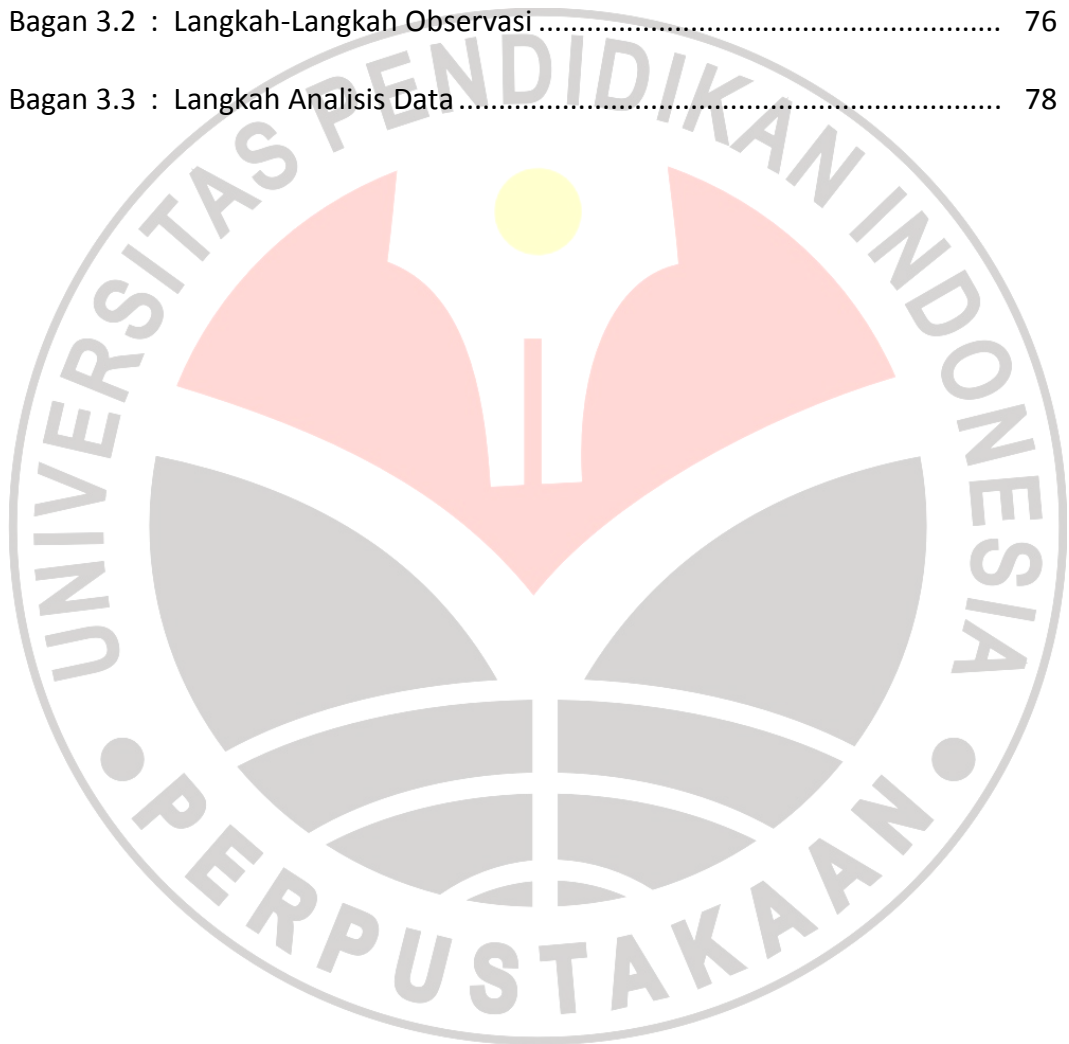 Bagan 3.2 : Langkah-Langkah Observasi .......................................................... 76
Bagan 3.3 : Langkah Analisis Data .................................................................... 78
UNIVERSITAS PENDIDIKAN INDONESIA
PERPUSTAKAAN